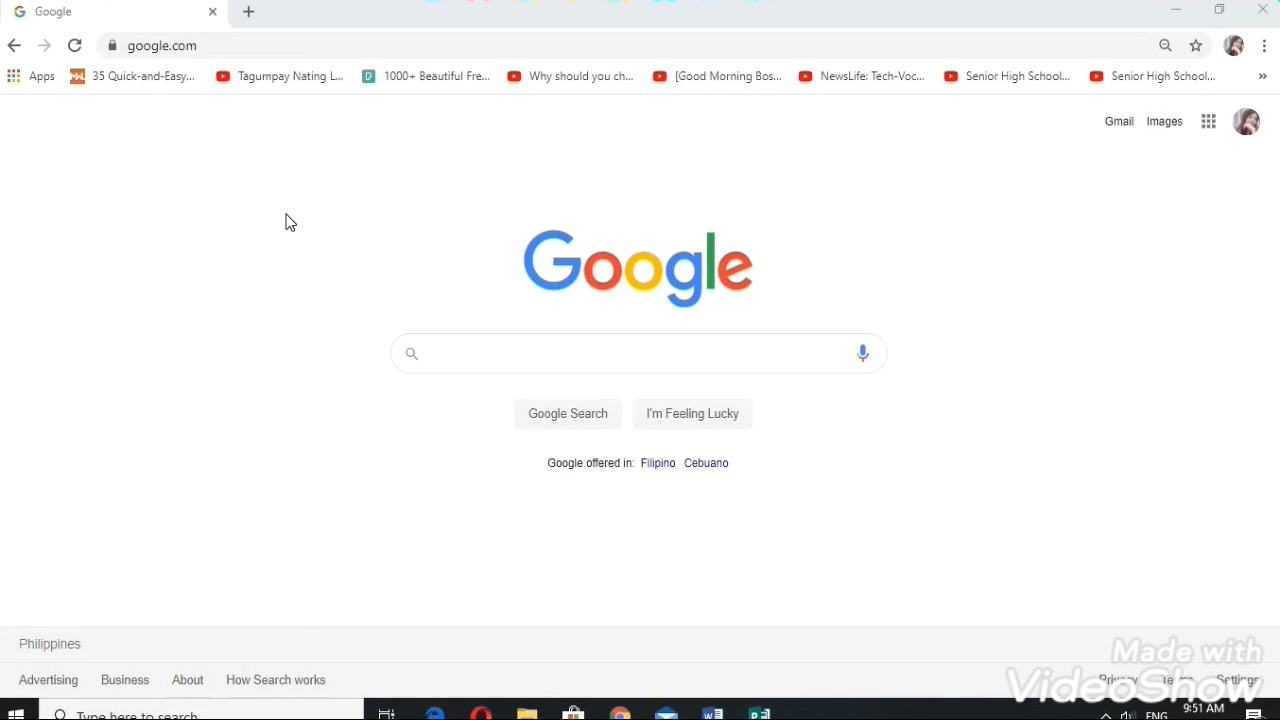 Google
google.com
Apps 35 Quick-and-Easy... Tagumpay Nating L... 1000+ Beautiful Fre... Why should you ch... [Good Morning Bos... NewsLife: Tech-Voc... Senior High School... Senior High School... »
Gmail Images
Google
Google Search I'm Feeling Lucky
Google offered in: Filipino Cebuano
Philippines
Made with
Advertising Business About How Search works Privacy Terms Settings
VideoShow
Type here to search ENG 9:51 AM